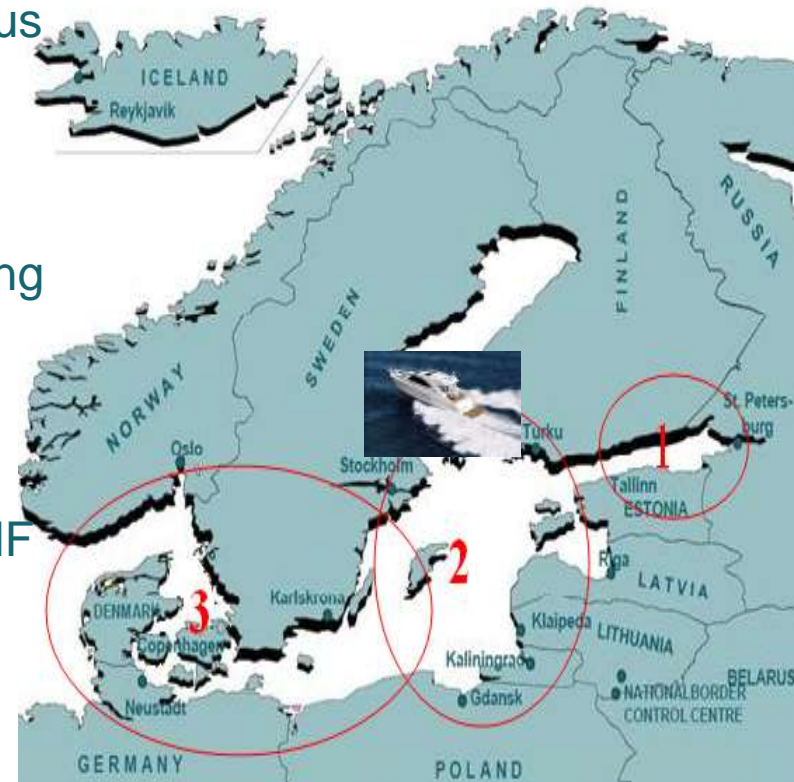 us
ICELAND
Reykjavik
ng
RUSSIA
FINLAND
SWEDEN
NORWAY
St. Peters-
burg
Turku
1
Oslo
Stockholm
Tallinn
ESTONIA
IF
2
Riga
LATVIA
DENMARK
3
Karlskrona
Klaipeda
LITHUANIA
Copenhagen
Kaliningrad
BELARUS
Neustadt
Gdansk
NATIONALBORDER
CONTROL CENTRE
GERMANY
POLAND